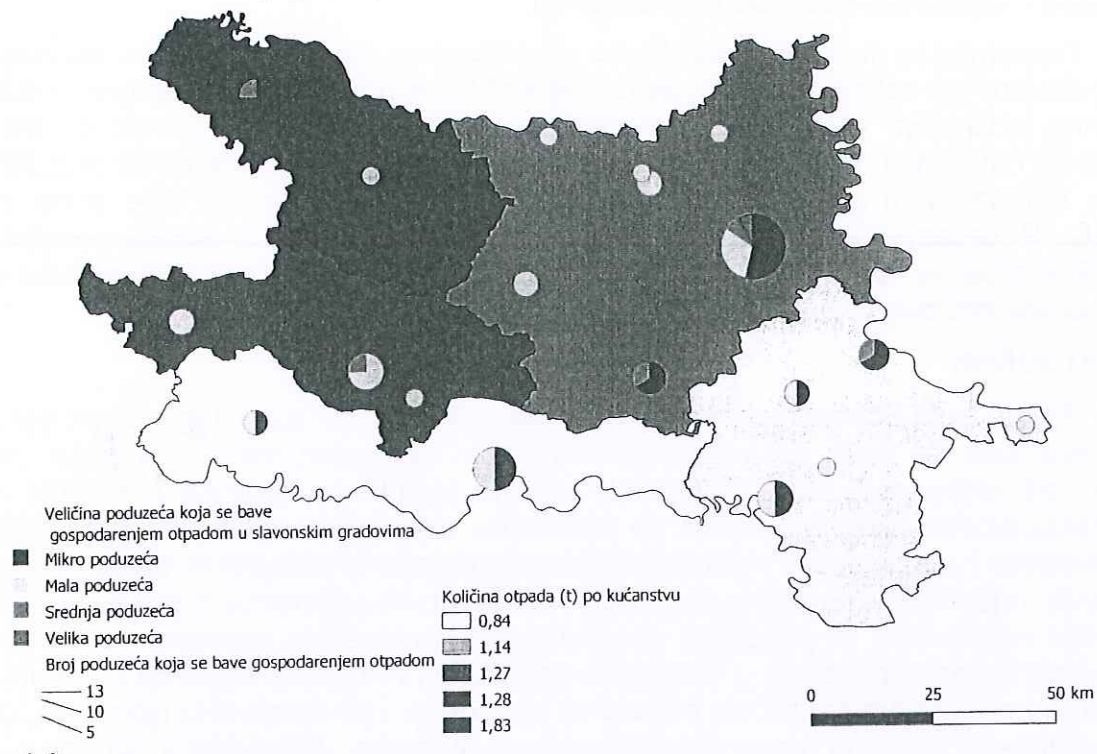 Veličina poduzeća koja se bave
gospodarenjem otpadom u slavonskim gradovima
Mikro poduzeća
Mala poduzeća
Srednja poduzeća
Velika poduzeća
Broj poduzeća koja se bave gospodarenjem otpadom
13
10
5
Količina otpada (t) po kućanstvu
0,84
1,14
1,27
1,28
1,83
0 25 50 km